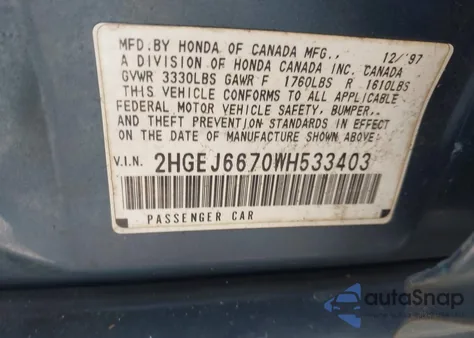 MFD.BY HONDA OF CANADA MFG., 12/'97
A DIVISION OF HONDA CANADA INC. CANADA
GVWR 3330LBS GAWR F 1760LBS R 1610LBS
THIS VEHICLE CONFORMS TO ALL APPLICABLE
FEDERAL MOTOR VEHICLE SAFETY, BUMPER,
AND THEFT PREVENTION STANDARDS IN EFFECT
ON THE DATE OF MANUFACTURE SHOWN ABOVE.
V.I.N. 2HGEJ6670WH533403
PASSENGER CAR
autoSnap